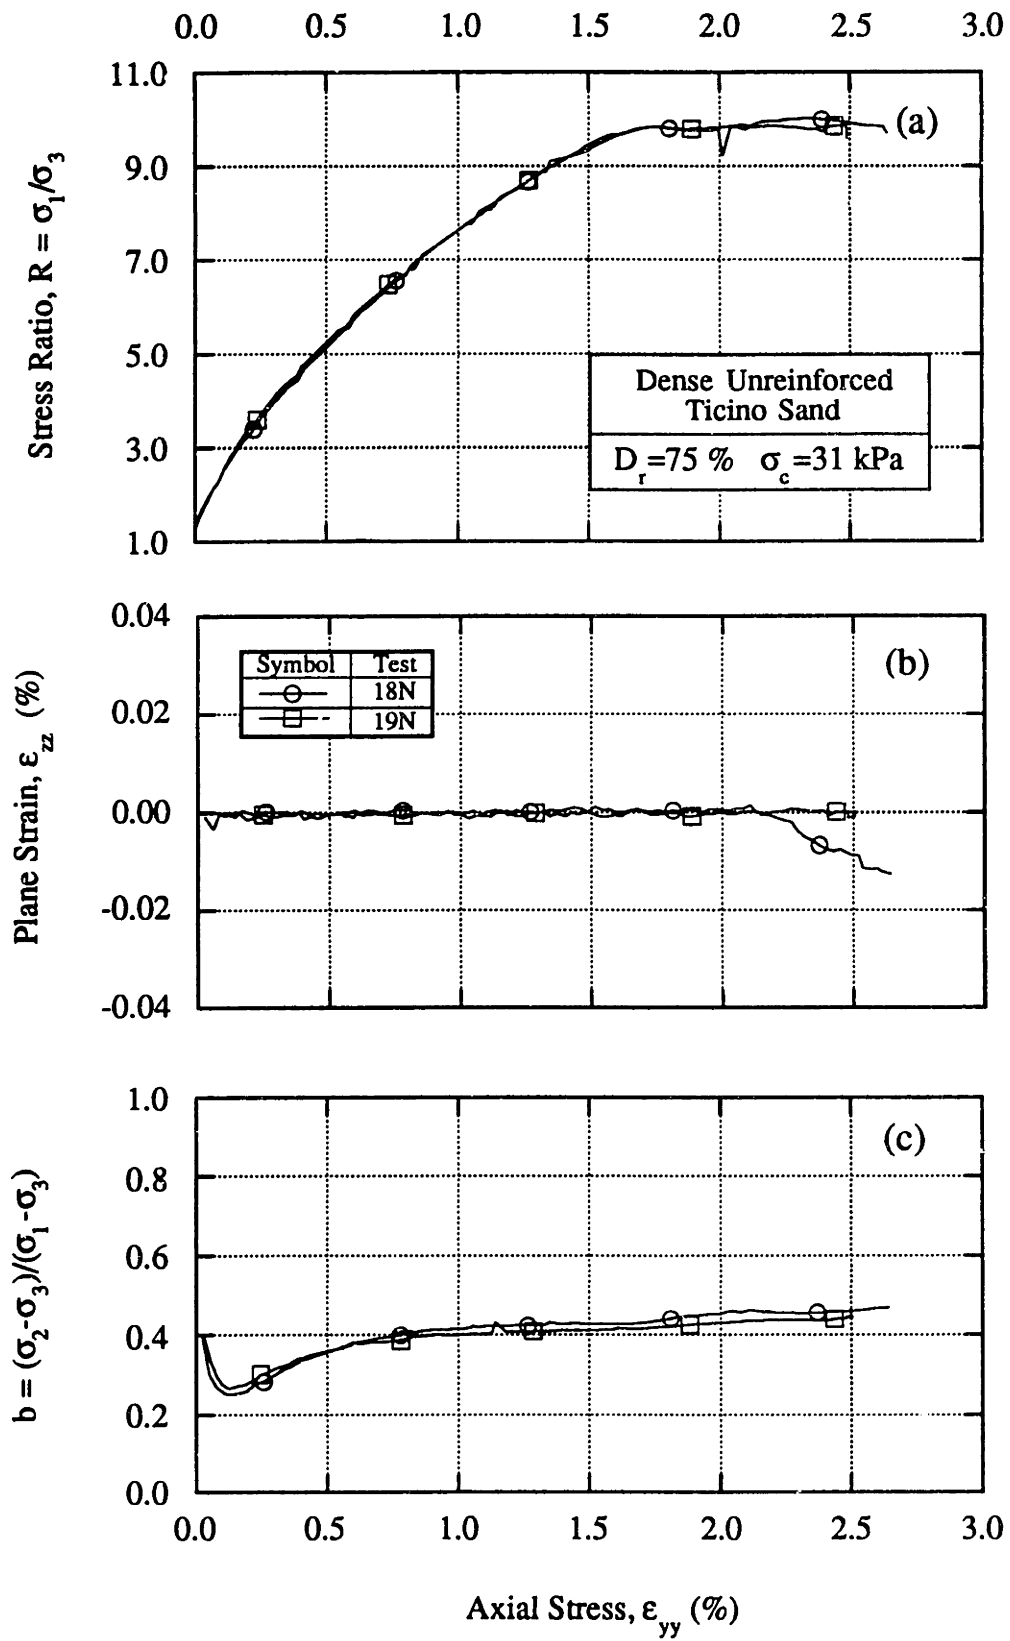 0.0 0.5 1.0 1.5 2.0 2.5 3.0
11.0
9.0
7.0
5.0
3.0
1.0
Stress Ratio, R = σ1/σ3
(a)
Dense Unreinforced
Ticino Sand
Dr=75 % σc=31 kPa
0.04
0.02
0.00
-0.02
-0.04
Plane Strain, εzz (%)
(b)
Symbol Test
18N
19N
1.0
0.8
0.6
0.4
0.2
0.0
b = (σ2-σ3)/(σ1-σ3)
(c)
0.0 0.5 1.0 1.5 2.0 2.5 3.0
Axial Stress, εyy (%)